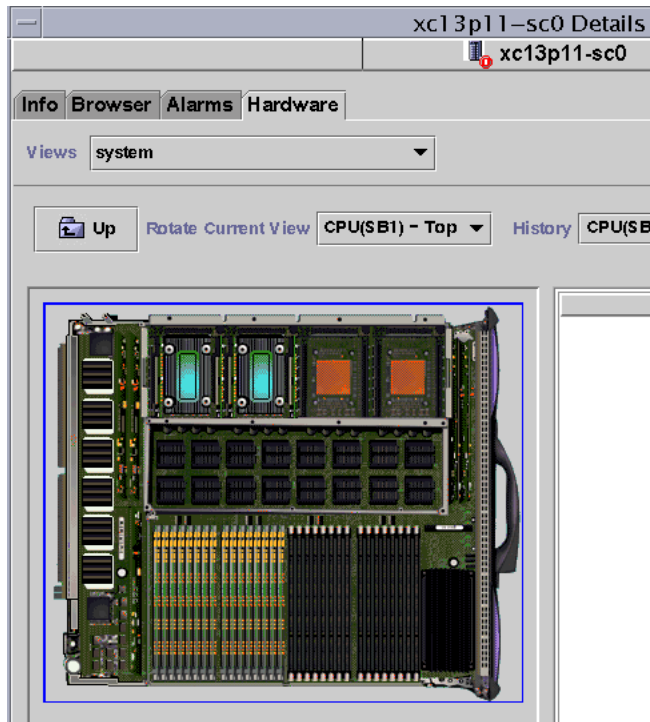 xc13p11-sc0 Details
xc13p11-sc0
Info Browser Alarms Hardware
Views system
Up Rotate Current View CPU(SB1) - Top History CPU(SB